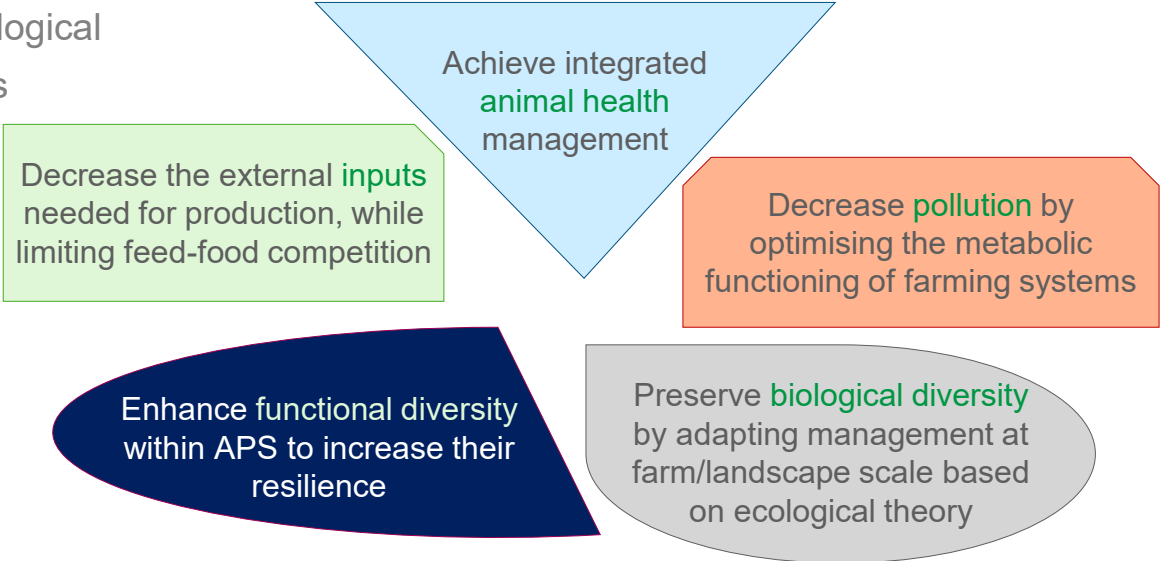 logical
s
Achieve integrated
animal health
management
Decrease the external inputs
needed for production, while
limiting feed-food competition
Decrease pollution by
optimising the metabolic
functioning of farming systems
Enhance functional diversity
within APS to increase their
resilience
Preserve biological diversity
by adapting management at
farm/landscape scale based
on ecological theory